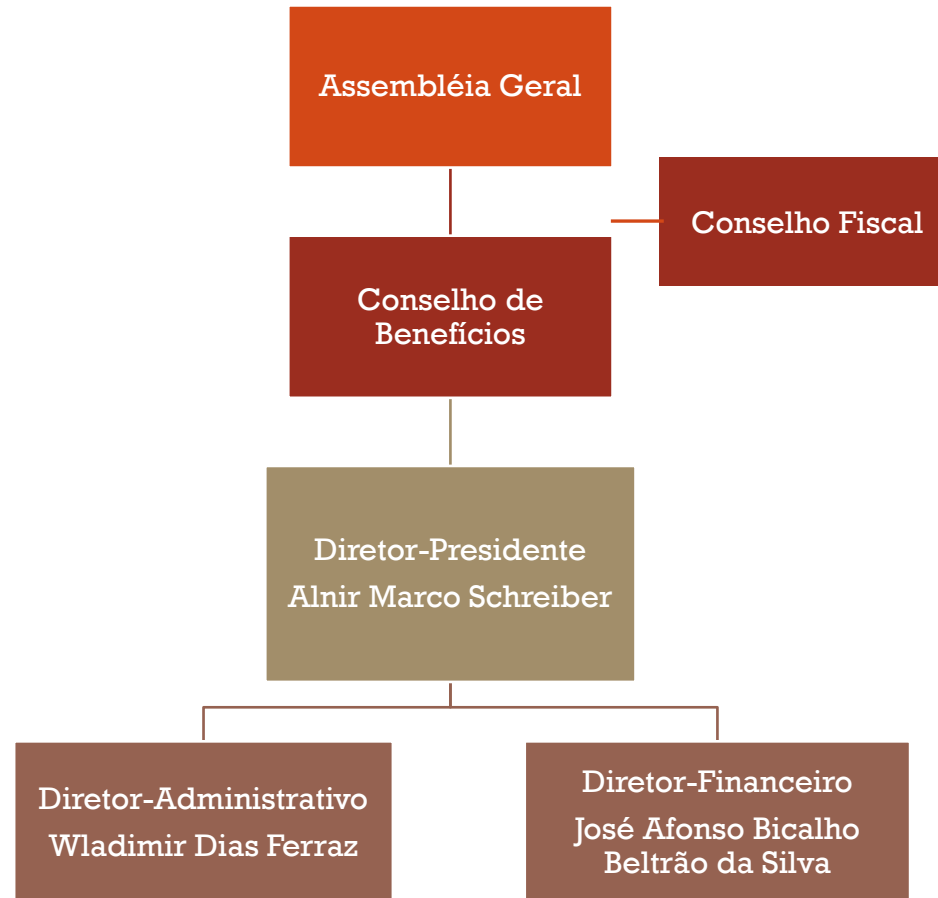 Assembléia Geral
Conselho Fiscal
Conselho de
Benefícios
Diretor-Presidente
Alnir Marco Schreiber
Diretor-Administrativo
Wladimir Dias Ferraz
Diretor-Financeiro
José Afonso Bicalho
Beltrão da Silva